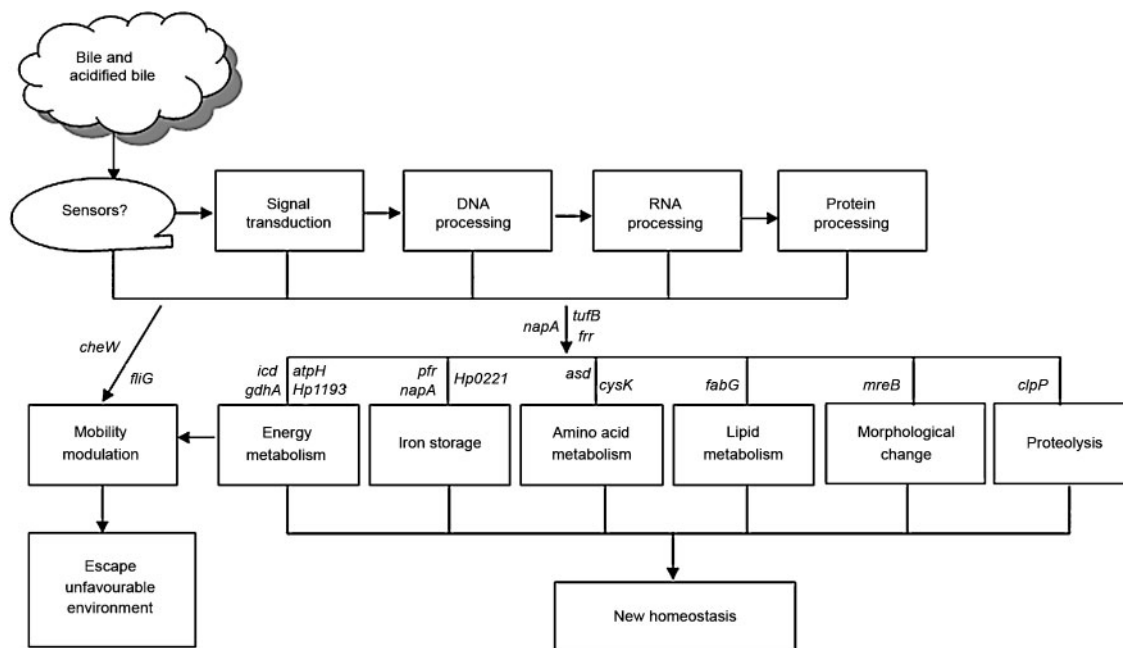 Bile and
acidified bile
Sensors?
Signal
transduction
DNA
processing
RNA
processing
Protein
processing
cheW
fliG
napA
tufB
frr
icd
gdhA
atpH
Hp1193
pfr
napA
Hp0221
asd
cysK
fabG
mreB
clpP
Mobility
modulation
Energy
metabolism
Iron storage
Amino acid
metabolism
Lipid
metabolism
Morphological
change
Proteolysis
Escape
unfavourable
environment
New homeostasis